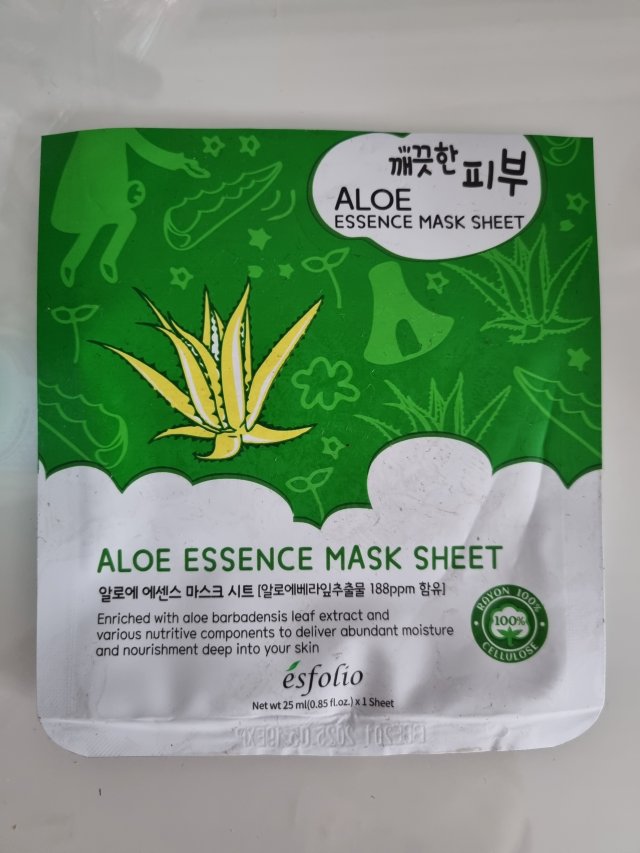 깨끗한 피부
ALOE
ESSENCE MASK SHEET
ALOE ESSENCE MASK SHEET
알로에 에센스 마스크 시트 [알로에베라잎추출물 188ppm 함유]
Enriched with aloe barbadensis leaf extract and
various nutritive components to deliver abundant moisture
and nourishment deep into your skin
RAYON 100%
100%
CELLULOSE
ésfolio
Net wt 25 ml(0.85 fl.oz.) x 1 Sheet